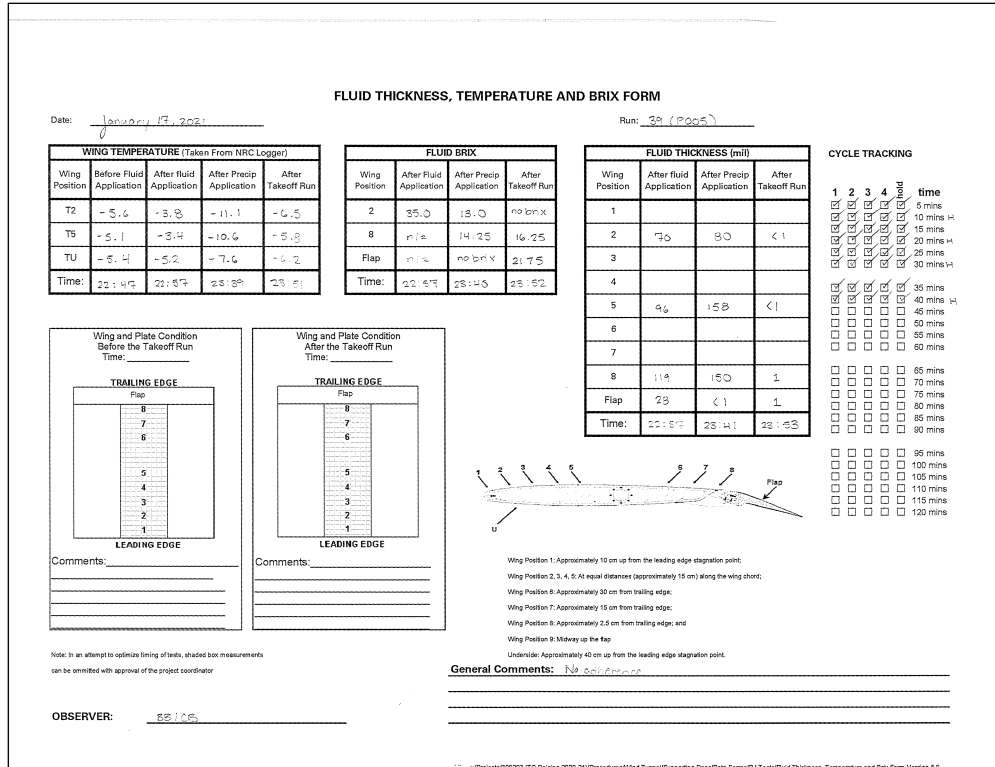 FLUID THICKNESS, TEMPERATURE AND BRIX FORM
Date: January 17, 2021 Run: 39 (P005)
WING TEMPERATURE (Taken From NRC Logger)
Wing Position Before Fluid Application After fluid Application After Precip Application After Takeoff Run
T2 -5.6 -3.8 -11.1 -6.5
T5 -5.1 -3.4 -10.6 -5.8
TU -5.4 -5.2 -7.6 -6.2
Time: 22:47 22:57 23:39 23:51
FLUID BRIX
Wing Position After Fluid Application After Precip Application After Takeoff Run
2 35.0 13.0 no brix
8 n/a 14.25 16.25
Flap n/a no brix 21.75
Time: 22:57 23:40 23:52
FLUID THICKNESS (mil)
Wing Position After fluid Application After Precip Application After Takeoff Run
1
2 70 80 <1
3
4
5 96 158 <1
6
7
8 119 150 1
Flap 23 <1 1
Time: 22:57 23:41 23:53
CYCLE TRACKING
1 2 3 4 hold time
5 mins
10 mins H
15 mins
20 mins H
25 mins
30 mins H
35 mins
40 mins H
45 mins
50 mins
55 mins
60 mins
65 mins
70 mins
75 mins
80 mins
85 mins
90 mins
95 mins
100 mins
105 mins
110 mins
115 mins
120 mins
Wing and Plate Condition
Before the Takeoff Run
Time:
TRAILING EDGE
Flap
8
7
6
5
4
3
2
1
LEADING EDGE
Comments:
Wing and Plate Condition
After the Takeoff Run
Time:
TRAILING EDGE
Flap
8
7
6
5
4
3
2
1
LEADING EDGE
Comments:
1 2 3 4 5 6 7 8 Flap
U
Wing Position 1: Approximately 10 cm up from the leading edge stagnation point;
Wing Position 2, 3, 4, 5: At equal distances (approximately 15 cm) along the wing chord;
Wing Position 6: Approximately 30 cm from trailing edge;
Wing Position 7: Approximately 15 cm from trailing edge;
Wing Position 8: Approximately 2.5 cm from trailing edge; and
Wing Position 9: Midway up the flap
Underside: Approximately 40 cm up from the leading edge stagnation point.
Note: In an attempt to optimize timing of tests, shaded box measurements
can be ommitted with approval of the project coordinator
General Comments: No adherence
OBSERVER: BB/CB